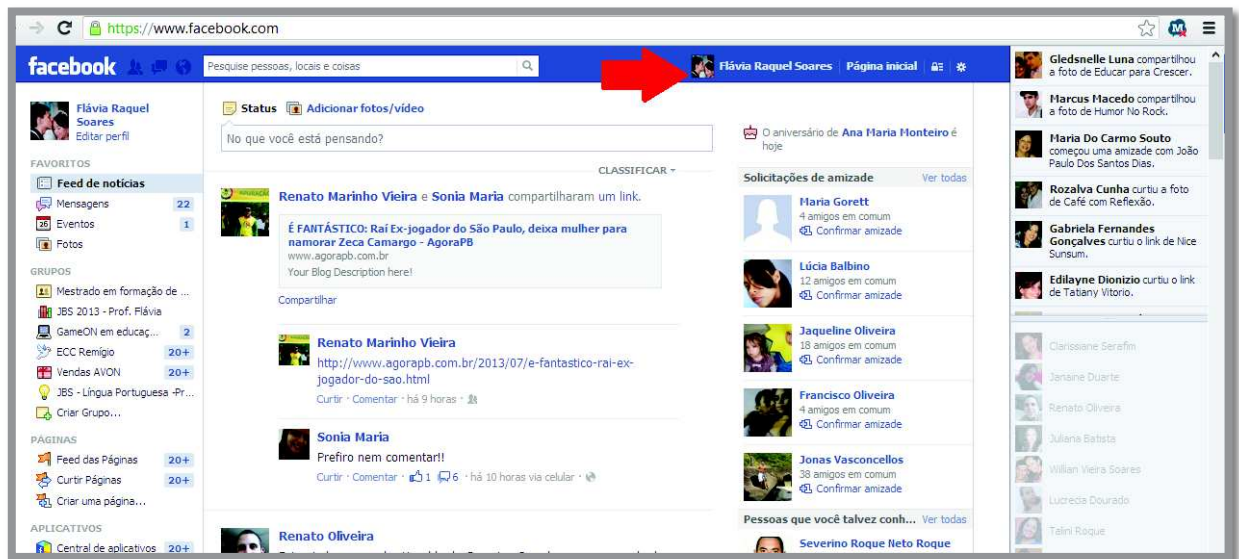 https://www.facebook.com
facebook
Pesquise pessoas, locais e coisas
Flávia Raquel Soares
Página inicial
Flávia Raquel
Soares
Editar perfil
FAVORITOS
Feed de notícias
Mensagens 22
Eventos 1
Fotos
GRUPOS
Mestrado em formação de ...
JBS 2013 - Prof. Flávia
GameON em educaç... 2
ECC Remígio 20+
Vendas AVON 20+
JBS - Língua Portuguesa -Pr...
Criar Grupo...
PÁGINAS
Feed das Páginas 20+
Curtir Páginas 20+
Criar uma página...
APLICATIVOS
Central de aplicativos 20+
Status Adicionar fotos/vídeo
No que você está pensando?
CLASSIFICAR
Renato Marinho Vieira e Sonia Maria compartilharam um link.
É FANTÁSTICO: Raí Ex-jogador do São Paulo, deixa mulher para
namorar Zeca Camargo - AgoraPB
www.agorapb.com.br
Your Blog Description here!
Compartilhar
Renato Marinho Vieira
http://www.agorapb.com.br/2013/07/e-fantastico-rai-ex-
jogador-do-sao.html
Curtir · Comentar · há 9 horas ·
Sonia Maria
Prefiro nem comentar!!
Curtir · Comentar · 1 6 · há 10 horas via celular ·
Renato Oliveira
O aniversário de Ana Maria Monteiro é
hoje
Solicitações de amizade Ver todas
Maria Gorett
4 amigos em comum
Confirmar amizade
Lúcia Balbino
12 amigos em comum
Confirmar amizade
Jaqueline Oliveira
18 amigos em comum
Confirmar amizade
Francisco Oliveira
4 amigos em comum
Confirmar amizade
Jonas Vasconcellos
38 amigos em comum
Confirmar amizade
Pessoas que você talvez conh... Ver todas
Severino Roque Neto Roque
Gledsnelle Luna compartilhou
a foto de Educar para Crescer.
Marcus Macedo compartilhou
a foto de Humor No Rock.
Maria Do Carmo Souto
começou uma amizade com João
Paulo Dos Santos Dias.
Rozalva Cunha curtiu a foto
de Café com Reflexão.
Gabriela Fernandes
Gonçalves curtiu o link de Nice
Sunsum.
Edilayne Dionizio curtiu o link
de Tatiany Vitorio.
Clarissiane Serafim
Janaine Duarte
Renato Oliveira
Juliana Batista
Willian Vieira Soares
Lucrecia Dourado
Talini Roque